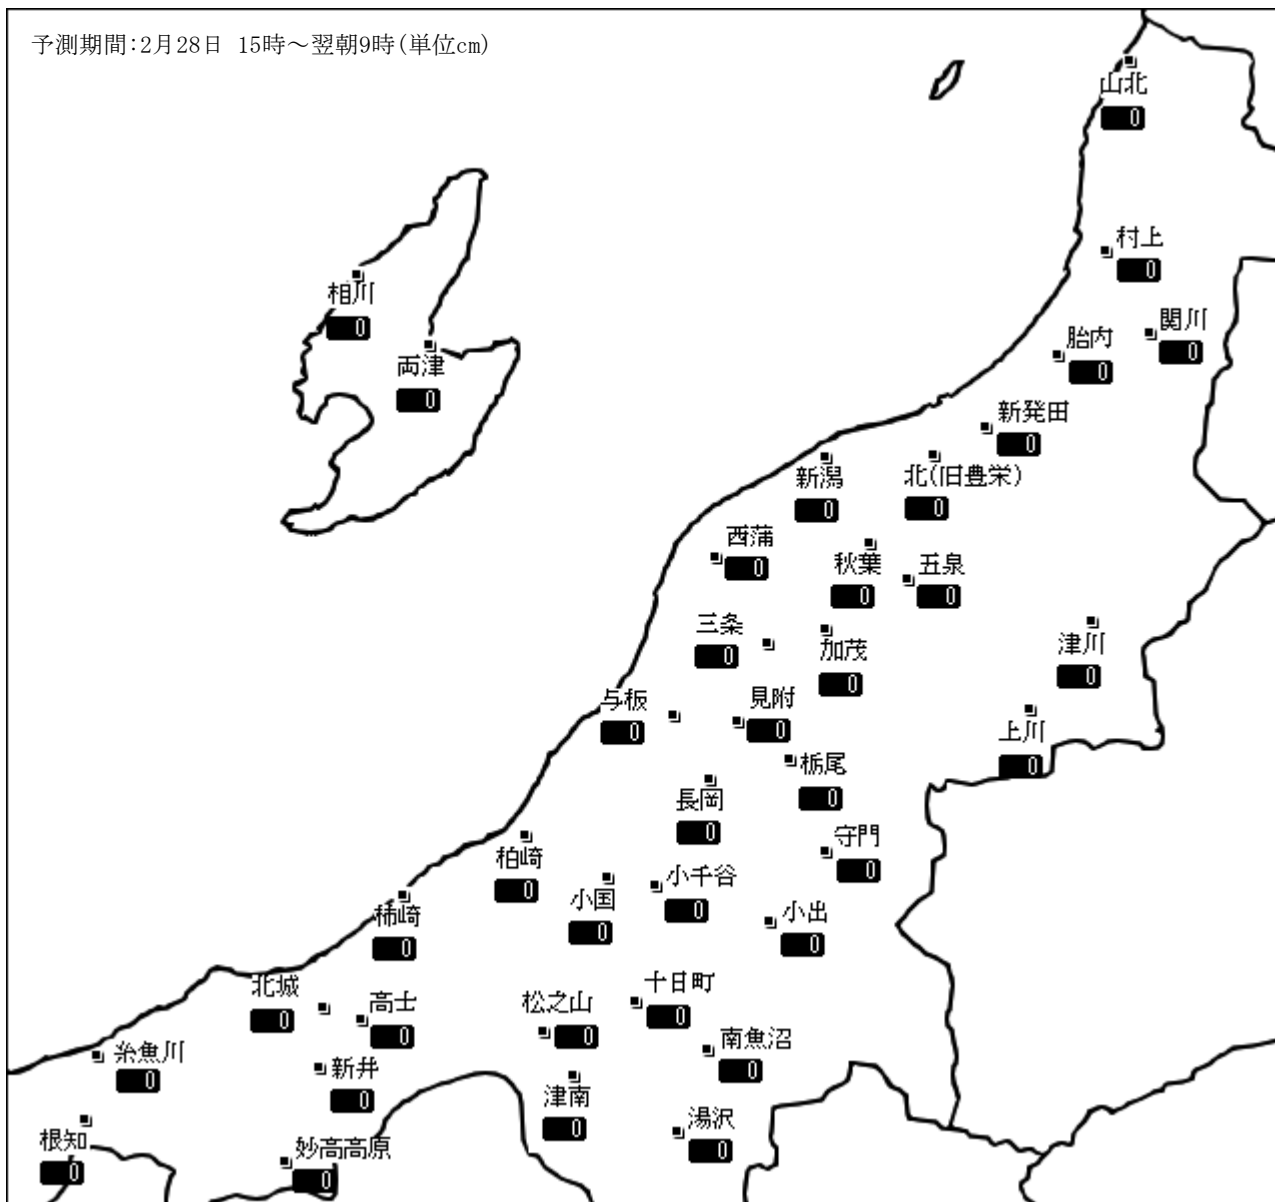 予測期間:2月28日 15時～翌朝9時(単位cm)
山北
0
村上
0
相川
0
関川
0
胎内
0
両津
0
新発田
0
新潟
0
北(旧豊栄)
0
西蒲
0
秋葉
0
五泉
0
三条
0
加茂
0
津川
0
与板
0
見附
0
上川
0
栃尾
0
長岡
0
守門
0
柏崎
0
小千谷
0
小国
0
小出
0
柿崎
0
北城
0
高士
0
松之山
0
十日町
0
南魚沼
0
糸魚川
0
新井
0
津南
0
湯沢
0
根知
0
妙高高原
0